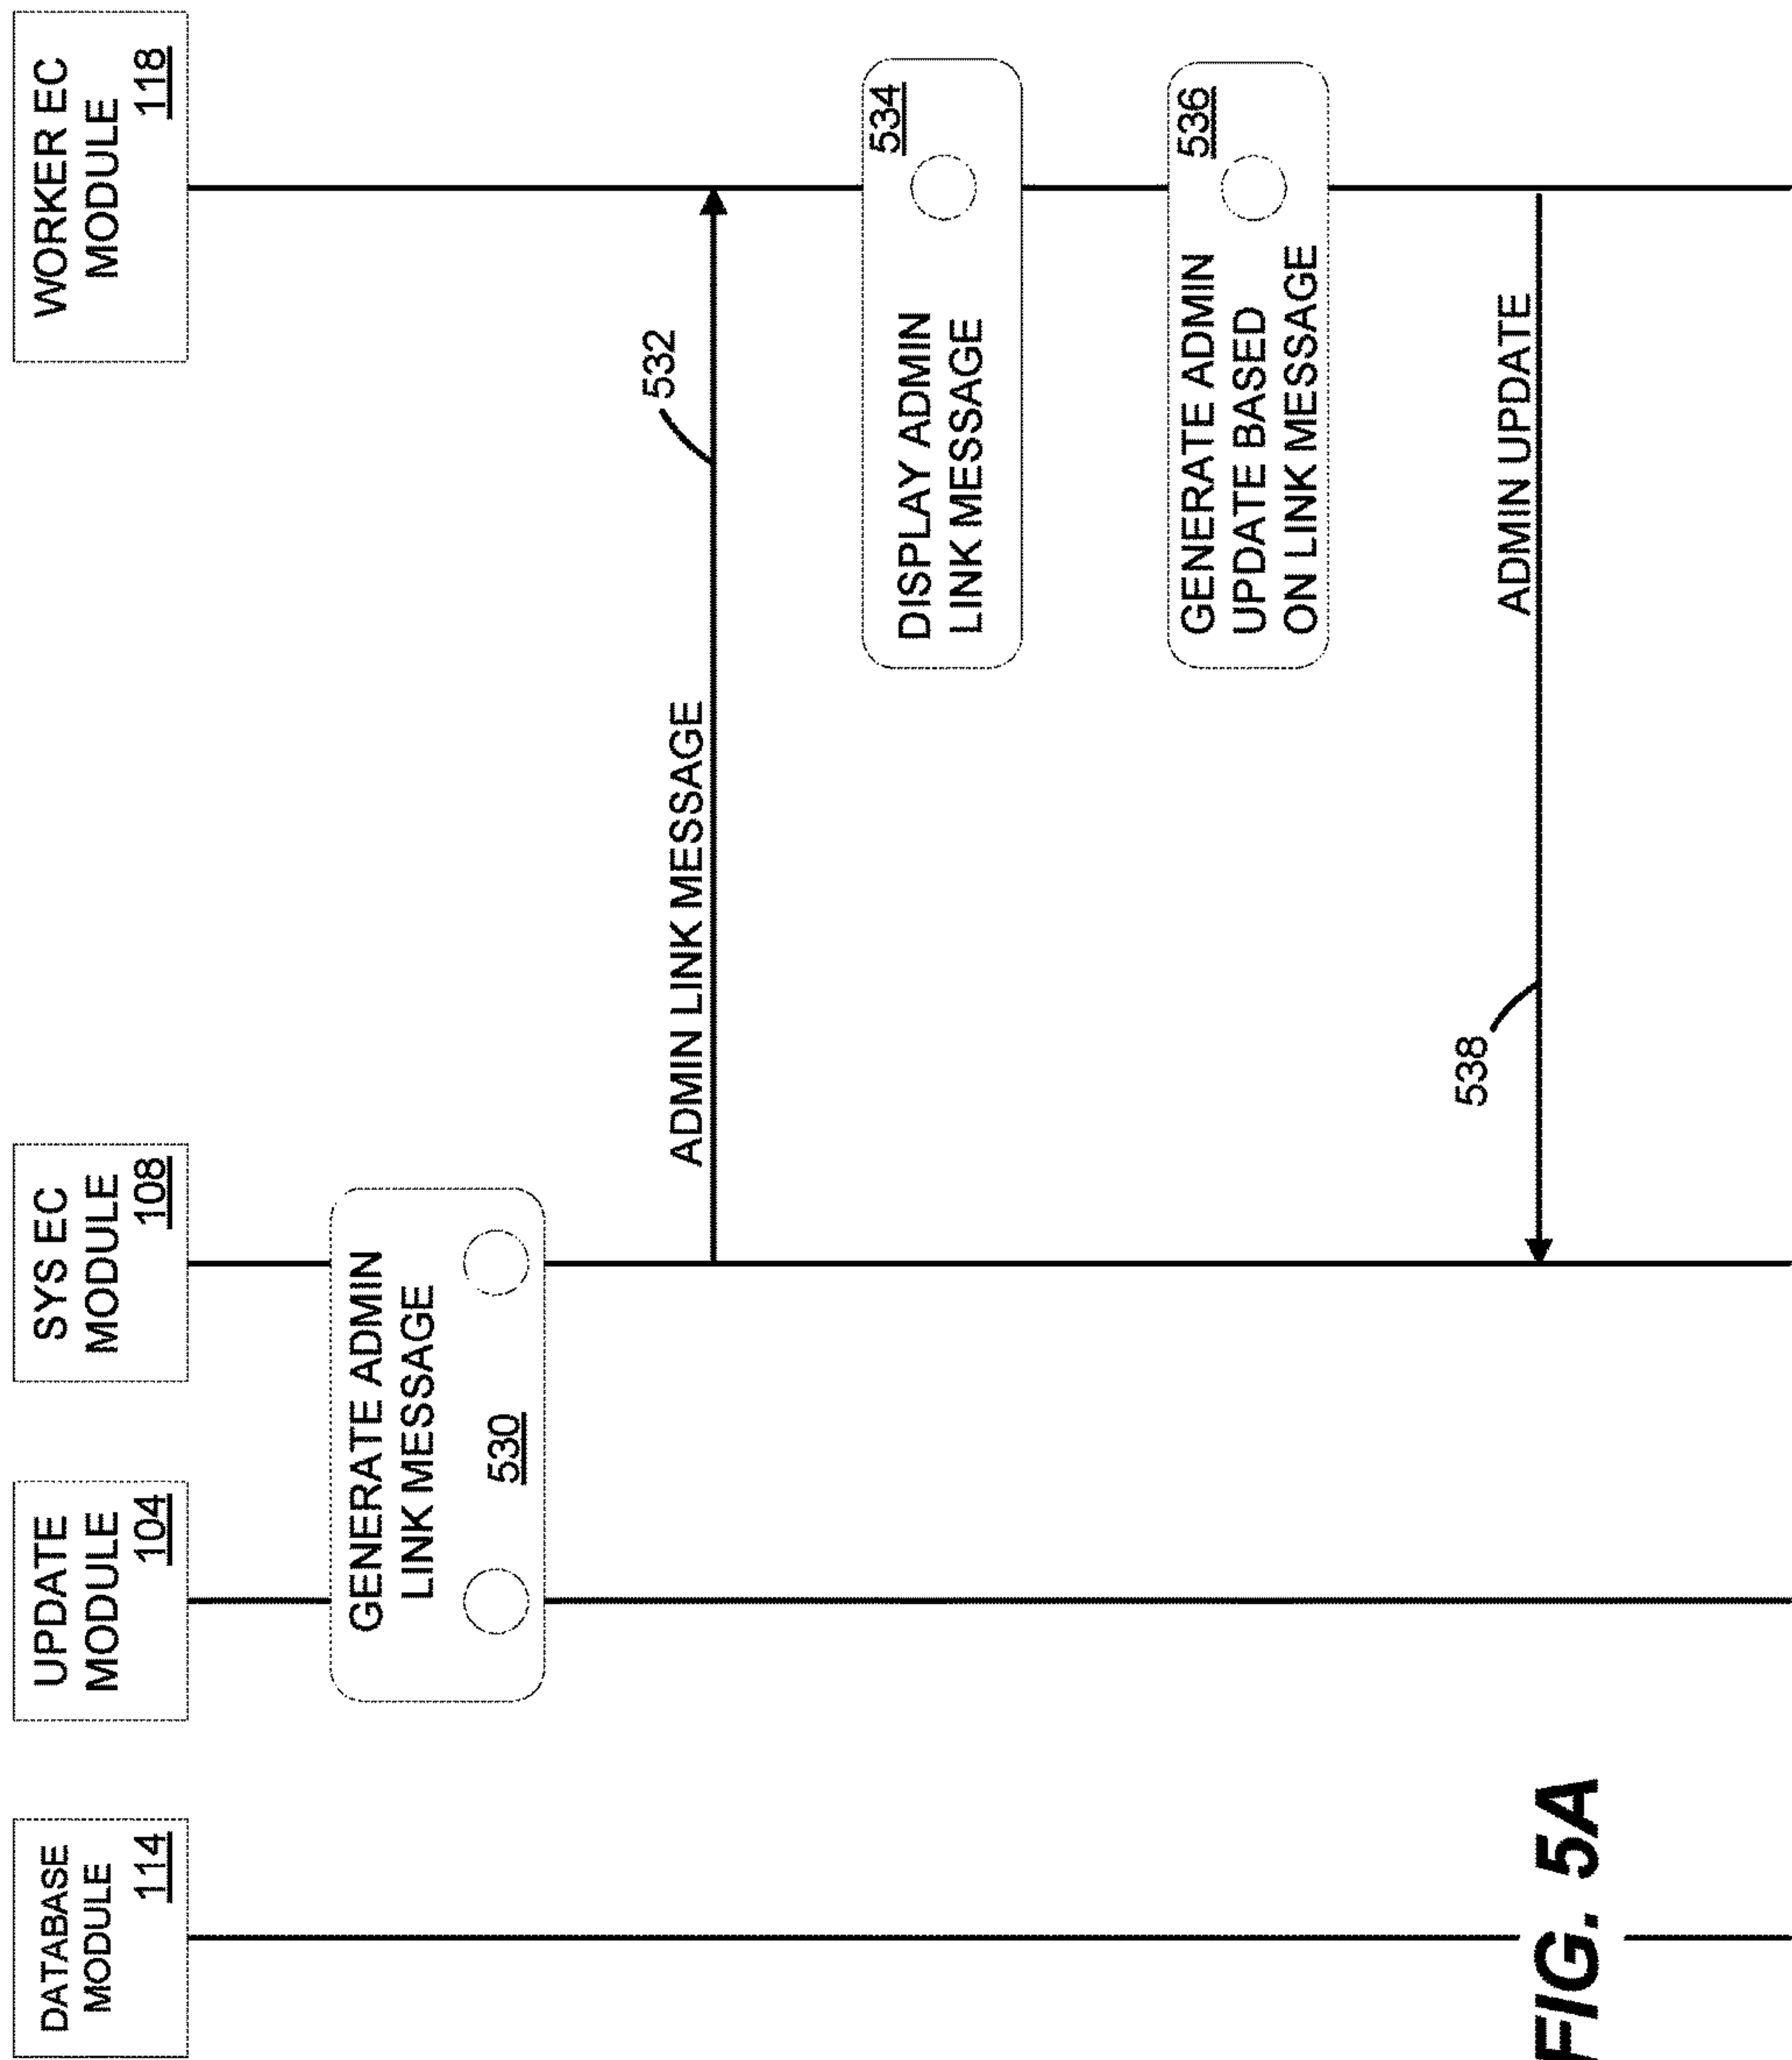 DATABASE
MODULE
114
UPDATE
MODULE
104
SYS EC
MODULE
108
WORKER EC
MODULE
118
GENERATE ADMIN
LINK MESSAGE
530
ADMIN LINK MESSAGE
532
DISPLAY ADMIN
LINK MESSAGE
534
GENERATE ADMIN
UPDATE BASED
ON LINK MESSAGE
536
ADMIN UPDATE
538
FIG. 5A